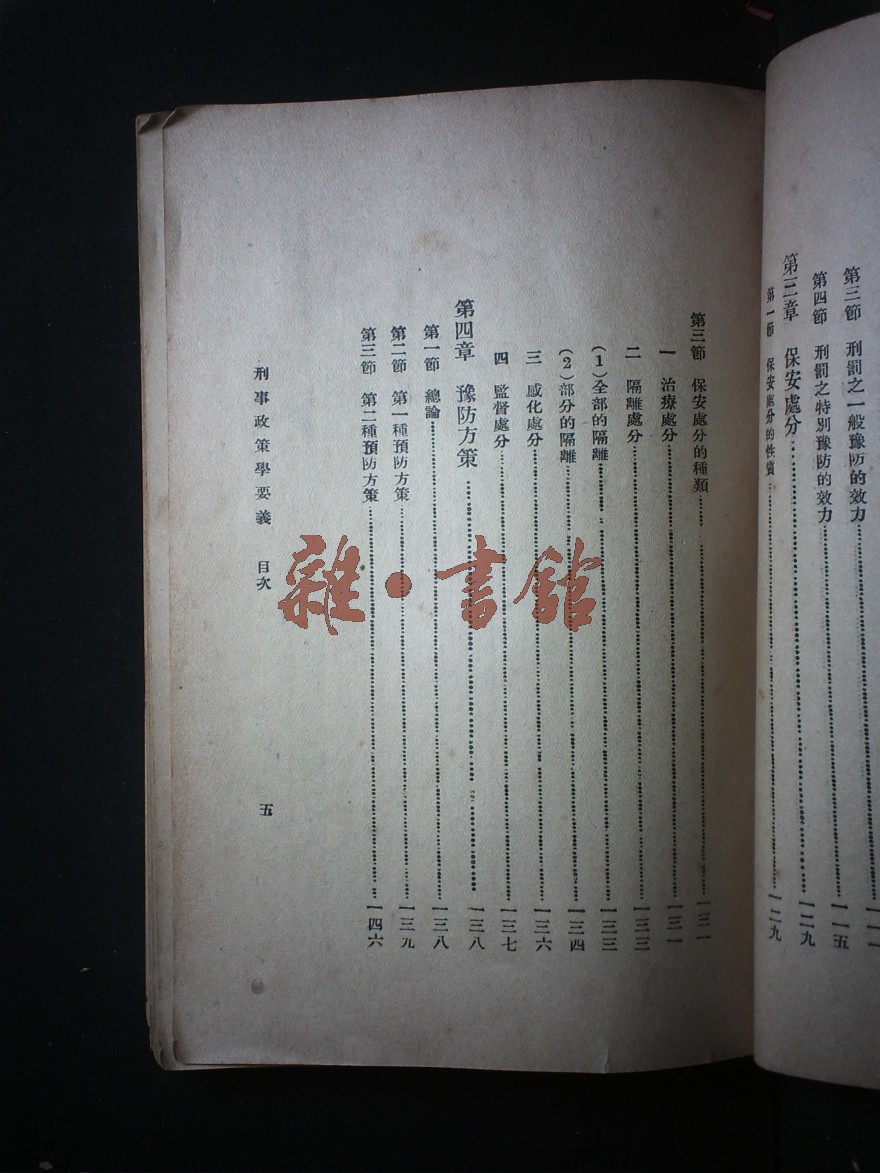 第三節 刑罰之一般豫防的效力
第四節 刑罰之特別豫防的效力……一一五
第三章 保安處分……一二九
第一節 保安處分的性質……一二九
第三節 保安處分的種類……一三一
一 治療處分……一三一
二 隔離處分……一三三
(1)全部的隔離……一三三
(2)部分的隔離……一三四
三 感化處分……一三六
四 監督處分……一三七
第四章 豫防方策……一三八
第一節 總論……一三八
第二節 第一種預防方策……一三九
第三節 第二種預防方策……一四六
刑事政策學要義 目次 五
雜·書館